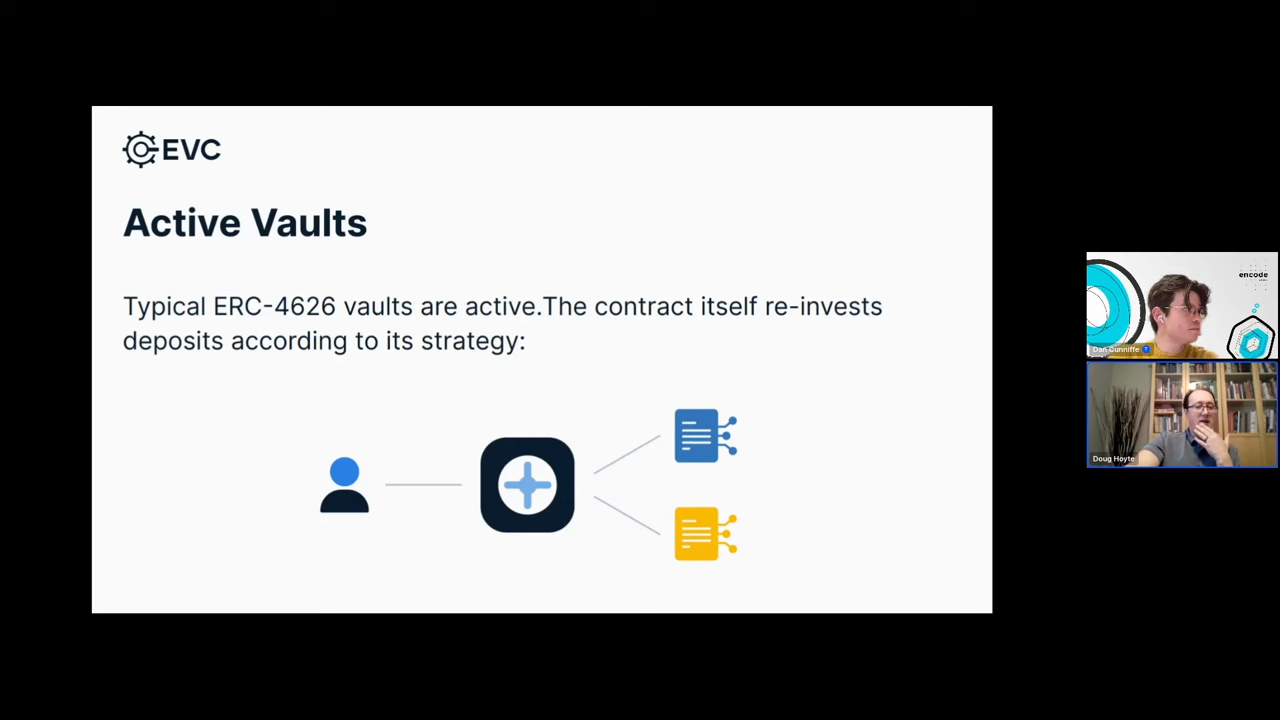 EVC
Active Vaults
Typical ERC-4626 vaults are active.The contract itself re-invests
deposits according to its strategy:
encode
Dan Cunniffe
Doug Hoyte